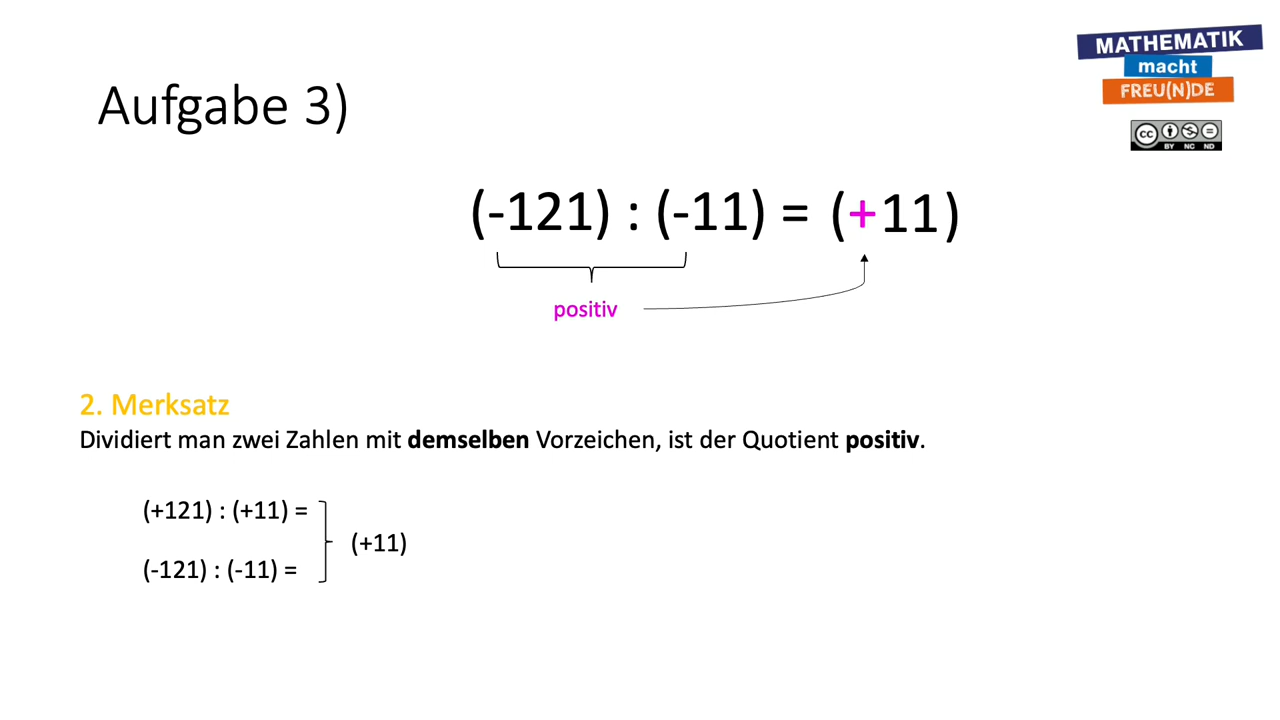 MATHEMATIK
macht
FREU(N)DE
cc
BY NC ND
Aufgabe 3)
(-121) : (-11) = (+11)
positiv
2. Merksatz
Dividiert man zwei Zahlen mit demselben Vorzeichen, ist der Quotient positiv.
(+121) : (+11) =
(+11)
(-121) : (-11) =